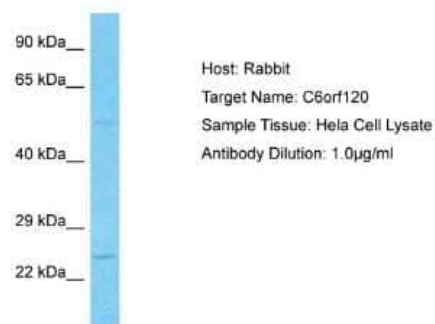 90 kDa__
65 kDa__
40 kDa__
29 kDa__
22 kDa__
Host: Rabbit
Target Name: C6orf120
Sample Tissue: Hela Cell Lysate
Antibody Dilution: 1.0µg/ml